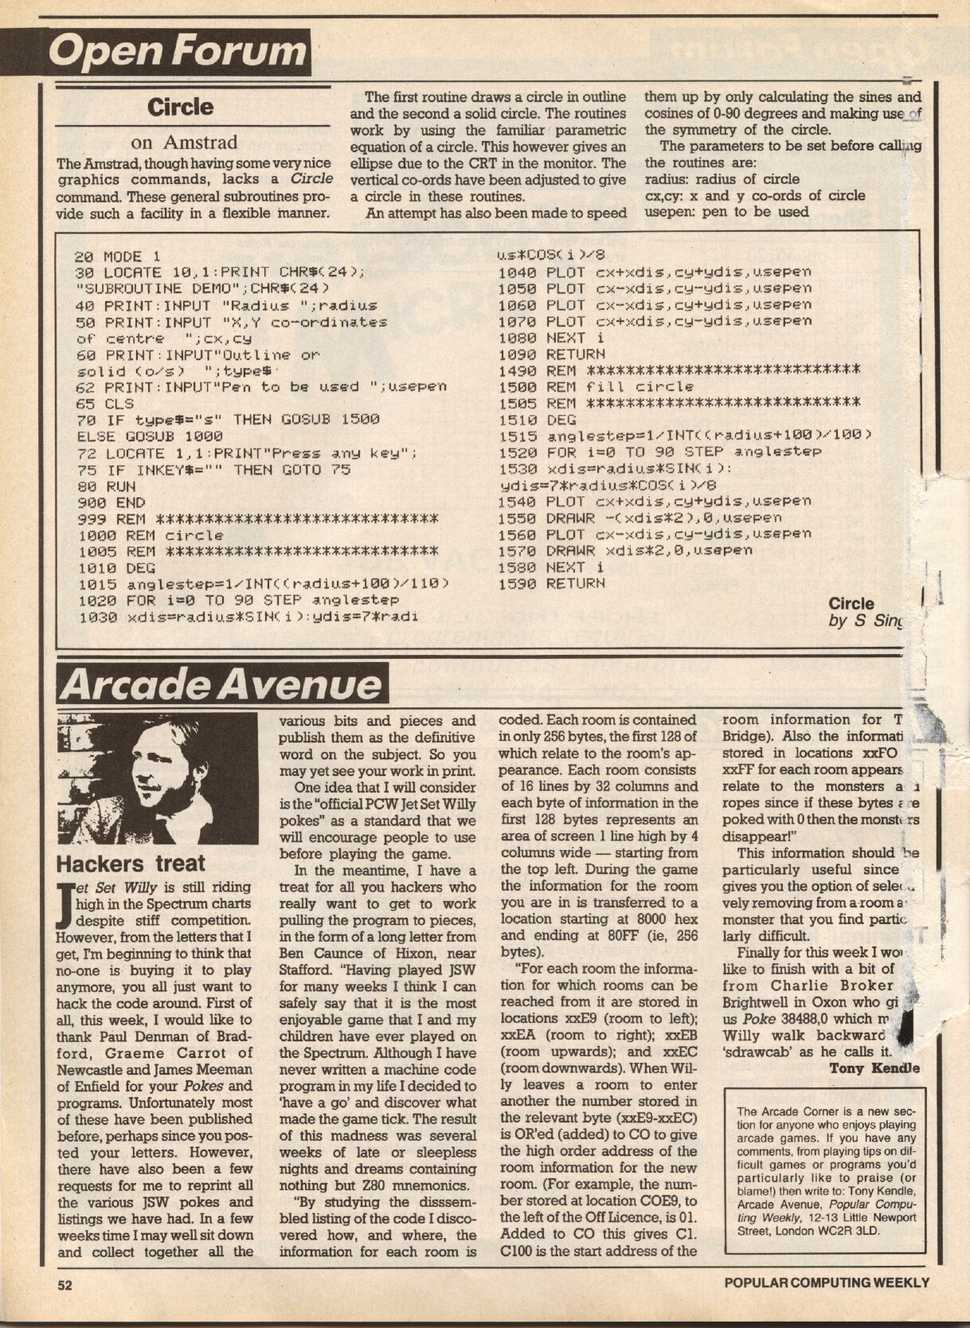 Open Forum
Circle
on Amstrad
The Amstrad, though having some very nice
graphics commands, lacks a Circle
command. These general subroutines pro-
vide such a facility in a flexible manner.
The first routine draws a circle in outline
and the second a solid circle. The routines
work by using the familiar parametric
equation of a circle. This however gives an
ellipse due to the CRT in the monitor. The
vertical co-ords have been adjusted to give
a circle in these routines.
An attempt has also been made to speed
them up by only calculating the sines and
cosines of 0-90 degrees and making use of
the symmetry of the circle.
The parameters to be set before calling
the routines are:
radius: radius of circle
cx,cy: x and y co-ords of circle
usepen: pen to be used
20 MODE 1
30 LOCATE 10,1:PRINT CHR$(24);
"SUBROUTINE DEMO";CHR$(24)
40 PRINT:INPUT "Radius ";radius
50 PRINT:INPUT "X,Y co-ordinates
of centre  ";cx,cy
60 PRINT:INPUT"Outline or
solid (o/s)  ";type$
62 PRINT:INPUT"Pen to be used ";usepen
65 CLS
70 IF type$="s" THEN GOSUB 1500
ELSE GOSUB 1000
72 LOCATE 1,1:PRINT"Press any key";
75 IF INKEY$="" THEN GOTO 75
80 RUN
900 END
999 REM *****************************
1000 REM circle
1005 REM ****************************
1010 DEG
1015 anglestep=1/INT((radius+100)/110)
1020 FOR i=0 TO 90 STEP anglestep
1030 xdis=radius*SIN(i):ydis=7*radi
us*COS(i)/8
1040 PLOT cx+xdis,cy+ydis,usepen
1050 PLOT cx-xdis,cy-ydis,usepen
1060 PLOT cx-xdis,cy+ydis,usepen
1070 PLOT cx+xdis,cy-ydis,usepen
1080 NEXT i
1090 RETURN
1490 REM ****************************
1500 REM fill circle
1505 REM ****************************
1510 DEG
1515 anglestep=1/INT((radius+100)/100)
1520 FOR i=0 TO 90 STEP anglestep
1530 xdis=radius*SIN(i):
ydis=7*radius*COS(i)/8
1540 PLOT cx+xdis,cy+ydis,usepen
1550 DRAWR -(xdis*2),0,usepen
1560 PLOT cx-xdis,cy-ydis,usepen
1570 DRAWR xdis*2,0,usepen
1580 NEXT i
1590 RETURN
Circle
by S
Arcade Avenue
Hackers treat
Jet Set Willy is still riding
high in the Spectrum charts
despite stiff competition.
However, from the letters that I
get, I'm beginning to think that
no-one is buying it to play
anymore, you all just want to
hack the code around. First of
all, this week, I would like to
thank Paul Denman of Brad-
ford, Graeme Carrot of
Newcastle and James Meeman
of Enfield for your Pokes and
programs. Unfortunately most
of these have been published
before, perhaps since you pos-
ted your letters. However,
there have also been a few
requests for me to reprint all
the various JSW pokes and
listings we have had. In a few
weeks time I may well sit down
and collect together all the
various bits and pieces and
publish them as the definitive
word on the subject. So you
may yet see your work in print.
One idea that I will consider
is the "official PCW Jet Set Willy
pokes" as a standard that we
will encourage people to use
before playing the game.
In the meantime, I have a
treat for all you hackers who
really want to get to work
pulling the program to pieces,
in the form of a long letter from
Ben Caunce of Hixon, near
Stafford. "Having played JSW
for many weeks I think I can
safely say that it is the most
enjoyable game that I and my
children have ever played on
the Spectrum. Although I have
never written a machine code
program in my life I decided to
'have a go' and discover what
made the game tick. The result
of this madness was several
weeks of late or sleepless
nights and dreams containing
nothing but Z80 mnemonics.
"By studying the disssem-
bled listing of the code I disco-
vered how, and where, the
information for each room is
coded. Each room is contained
in only 256 bytes, the first 128 of
which relate to the room's ap-
pearance. Each room consists
of 16 lines by 32 columns and
each byte of information in the
first 128 bytes represents an
area of screen 1 line high by 4
columns wide — starting from
the top left. During the game
the information for the room
you are in is transferred to a
location starting at 8000 hex
and ending at 80FF (ie, 256
bytes).
"For each room the informa-
tion for which rooms can be
reached from it are stored in
locations xxE9 (room to left);
xxEA (room to right); xxEB
(room upwards); and xxEC
(room downwards). When Wil-
ly leaves a room to enter
another the number stored in
the relevant byte (xxE9-xxEC)
is OR'ed (added) to CO to give
the high order address of the
room information for the new
room. (For example, the num-
ber stored at location COE9, to
the left of the Off Licence, is 01.
Added to CO this gives C1.
C100 is the start address of the
room information for
Bridge). Also the
stored in locations xxFO
xxFF for each room appears
relate to the monsters
ropes since if these bytes are
poked with 0 then the monsters
disappear!"
This information should be
particularly useful since
gives you the option of
vely removing from a room a
monster that you find
larly difficult.
Finally for this week I
like to finish with a bit of
from Charlie Broker
Brightwell in Oxon who
us Poke 38488,0 which
Willy walk backward
'sdrawcab' as he calls it.
Tony Kendle
The Arcade Corner is a new sec-
tion for anyone who enjoys playing
arcade games. If you have any
comments, from playing tips on dif-
ficult games or programs you'd
particularly like to praise (or
blame!) then write to: Tony Kendle,
Arcade Avenue, Popular Compu-
ting Weekly, 12-13 Little Newport
Street, London WC2R 3LD.
52
POPULAR COMPUTING WEEKLY